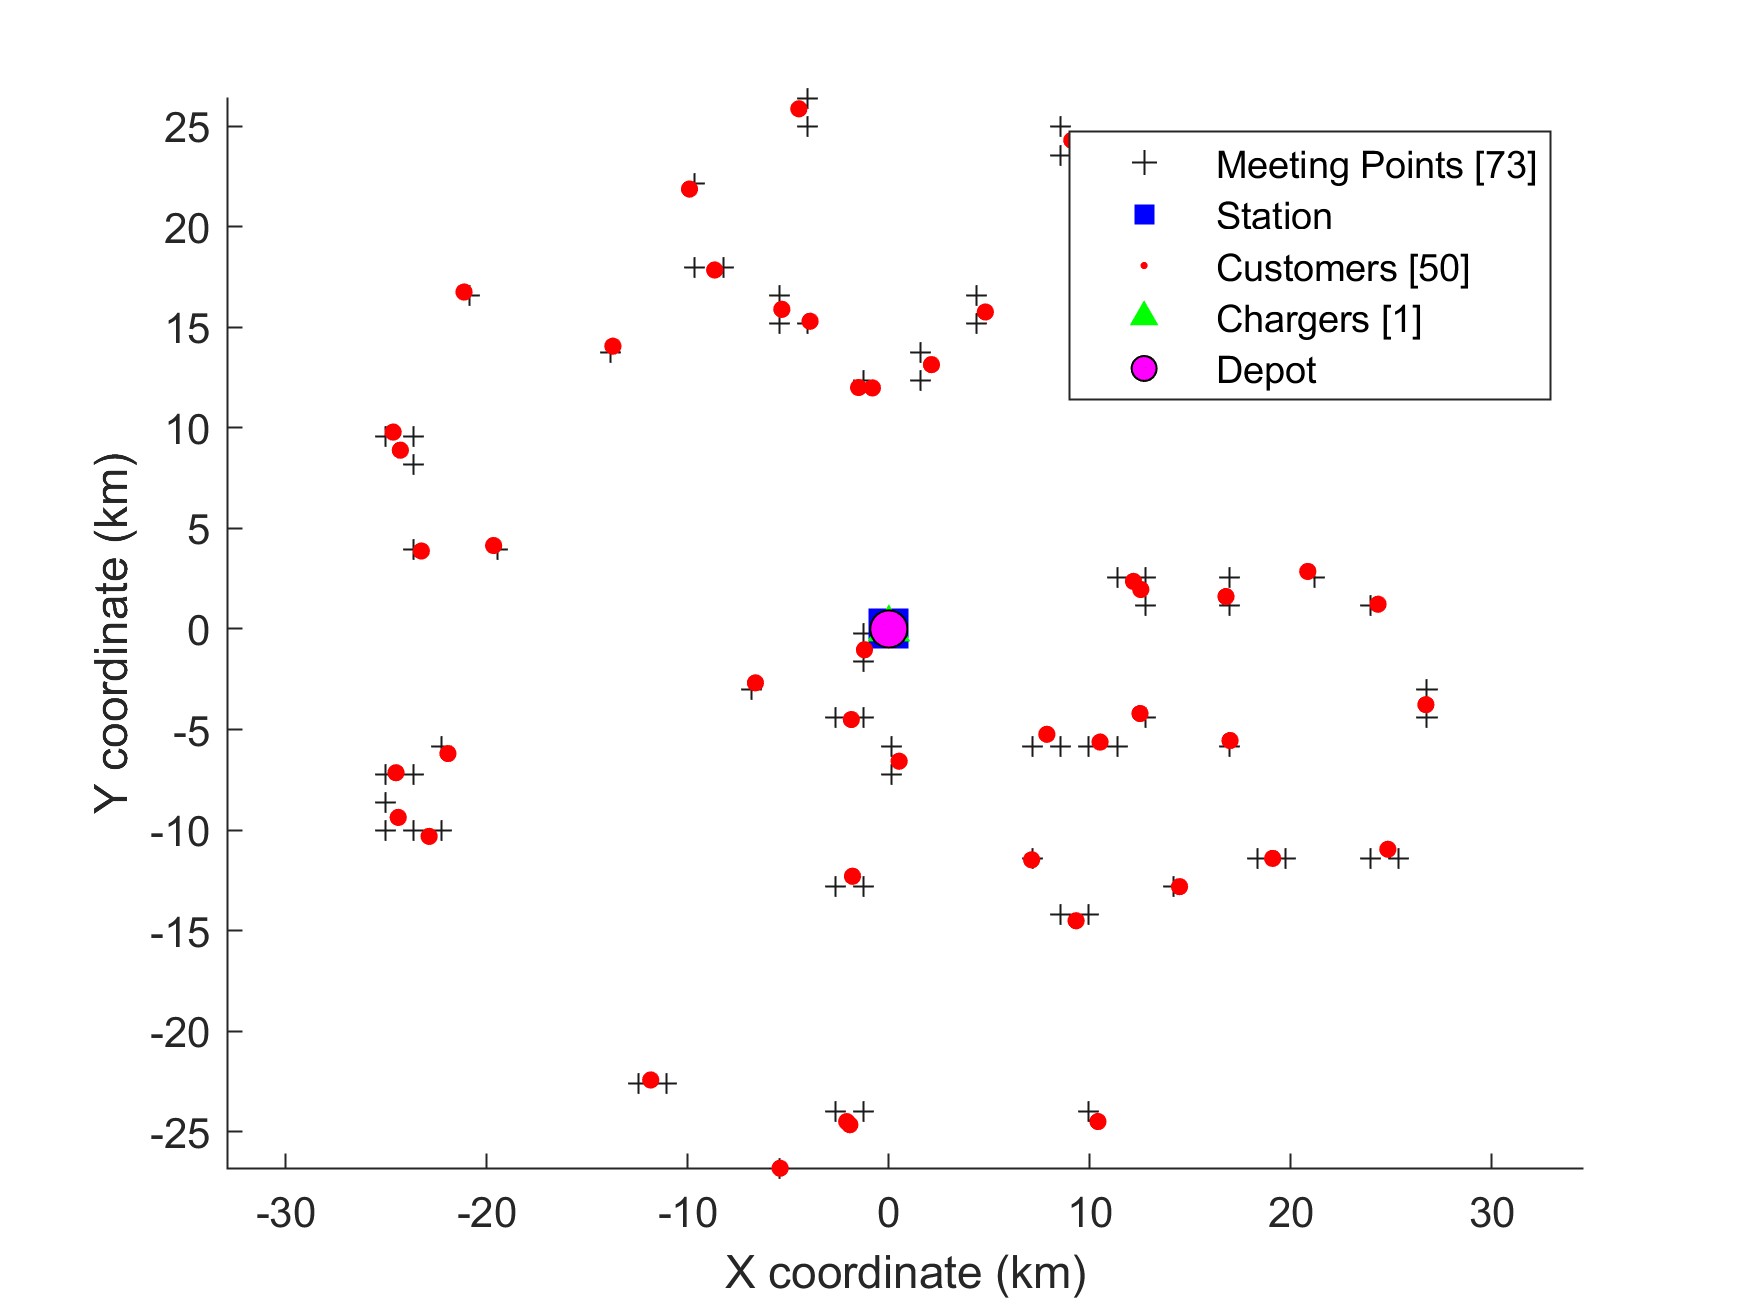 25
20
15
10
5
0
-5
-10
-15
-20
-25
Y coordinate (km)
Meeting Points [73]
Station
Customers [50]
Chargers [1]
Depot
-30 -20 -10 0 10 20 30
X coordinate (km)